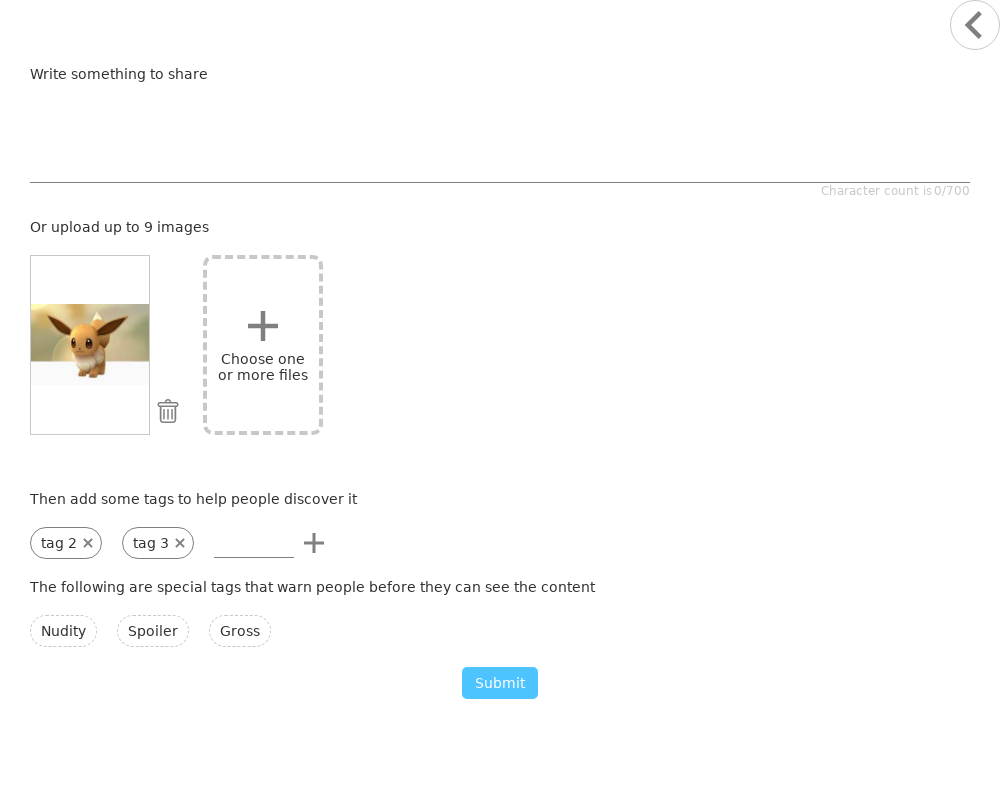 Write something to share
Character count is 0/700
Or upload up to 9 images
Choose one
or more files
Then add some tags to help people discover it
tag 2
tag 3
The following are special tags that warn people before they can see the content
Nudity
Spoiler
Gross
Submit